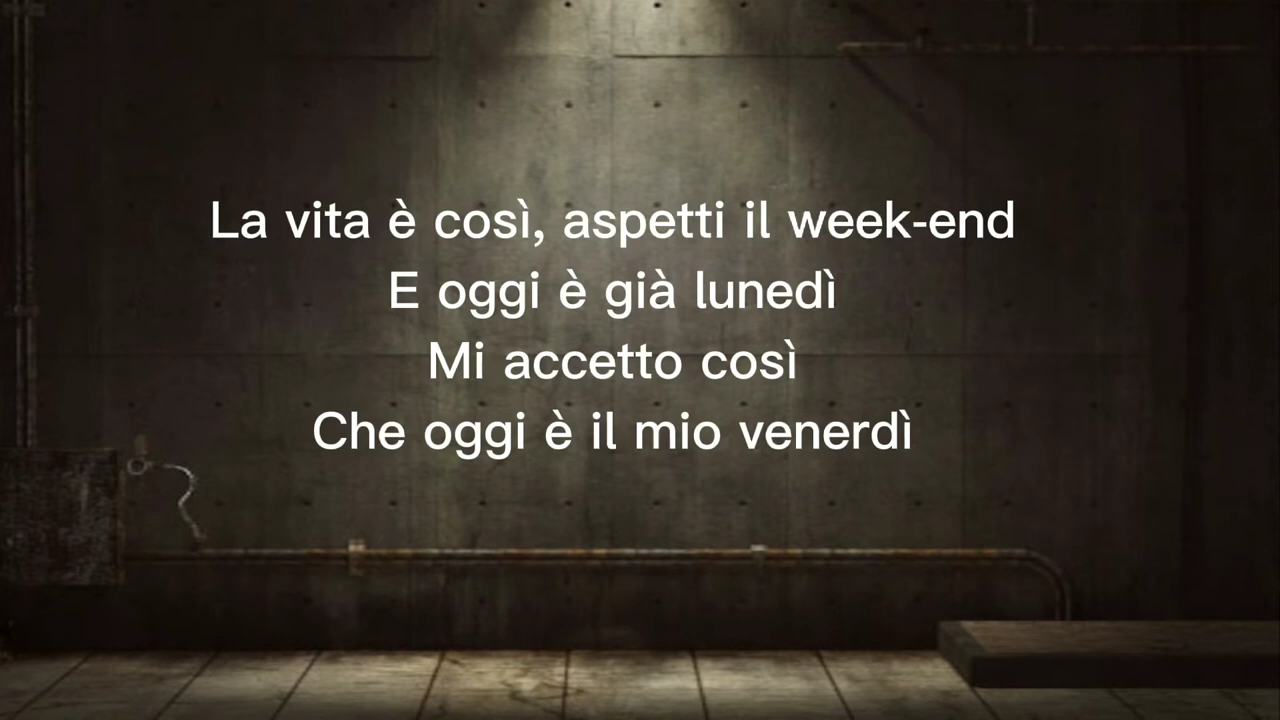 La vita è così, aspetti il week-end
E oggi è già lunedì
Mi accetto così
Che oggi è il mio venerdì